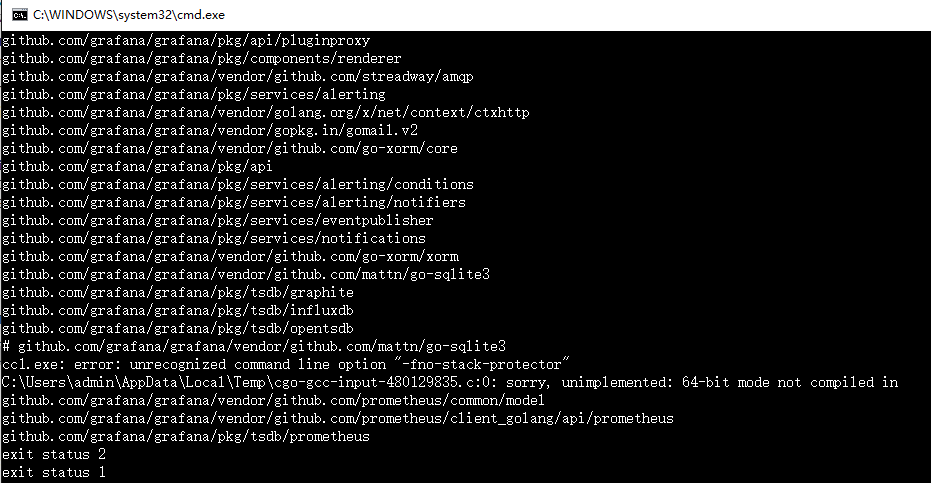 C:\WINDOWS\system32\cmd.exe
github.com/grafana/grafana/pkg/api/pluginproxy
github.com/grafana/grafana/pkg/components/renderer
github.com/grafana/grafana/vendor/github.com/streadway/amqp
github.com/grafana/grafana/pkg/services/alerting
github.com/grafana/grafana/vendor/golang.org/x/net/context/ctxhttp
github.com/grafana/grafana/vendor/gopkg.in/gomail.v2
github.com/grafana/grafana/vendor/github.com/go-xorm/core
github.com/grafana/grafana/pkg/api
github.com/grafana/grafana/pkg/services/alerting/conditions
github.com/grafana/grafana/pkg/services/alerting/notifiers
github.com/grafana/grafana/pkg/services/eventpublisher
github.com/grafana/grafana/pkg/services/notifications
github.com/grafana/grafana/vendor/github.com/go-xorm/xorm
github.com/grafana/grafana/vendor/github.com/mattn/go-sqlite3
github.com/grafana/grafana/pkg/tsdb/graphite
github.com/grafana/grafana/pkg/tsdb/influxdb
github.com/grafana/grafana/pkg/tsdb/opentsdb
# github.com/grafana/grafana/vendor/github.com/mattn/go-sqlite3
cc1.exe: error: unrecognized command line option "-fno-stack-protector"
C:\Users\admin\AppData\Local\Temp\cgo-gcc-input-480129835.c:0: sorry, unimplemented: 64-bit mode not compiled in
github.com/grafana/grafana/vendor/github.com/prometheus/common/model
github.com/grafana/grafana/vendor/github.com/prometheus/client_golang/api/prometheus
github.com/grafana/grafana/pkg/tsdb/prometheus
exit status 2
exit status 1